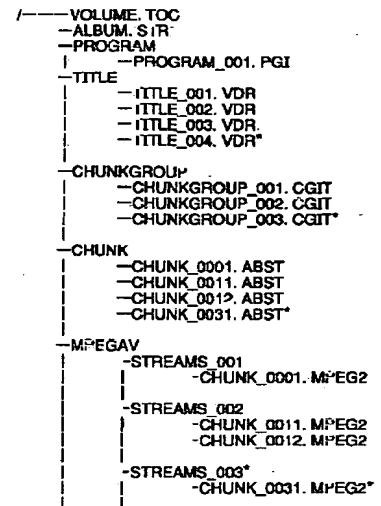 /———VOLUME. TOC
—ALBUM. STR
—PROGRAM
—PROGRAM_001. PGI
—TITLE
—TITLE_001. VDR
—TITLE_002. VDR
—TITLE_003. VDR.
—TITLE_004. VDR*
—CHUNKGROUP
—CHUNKGROUP_001. CGIT
—CHUNKGROUP_002. CGIT
—CHUNKGROUP_003. CGIT*
—CHUNK
—CHUNK_0001. ABST
—CHUNK_0011. ABST
—CHUNK_0012. ABST
—CHUNK_0031. ABST*
—MPEGAV
-STREAMS_001
-CHUNK_0001. MPEG2
-STREAMS_002
-CHUNK_0011. MPEG2
-CHUNK_0012. MPEG2
-STREAMS_003*
-CHUNK_0031. MPEG2*